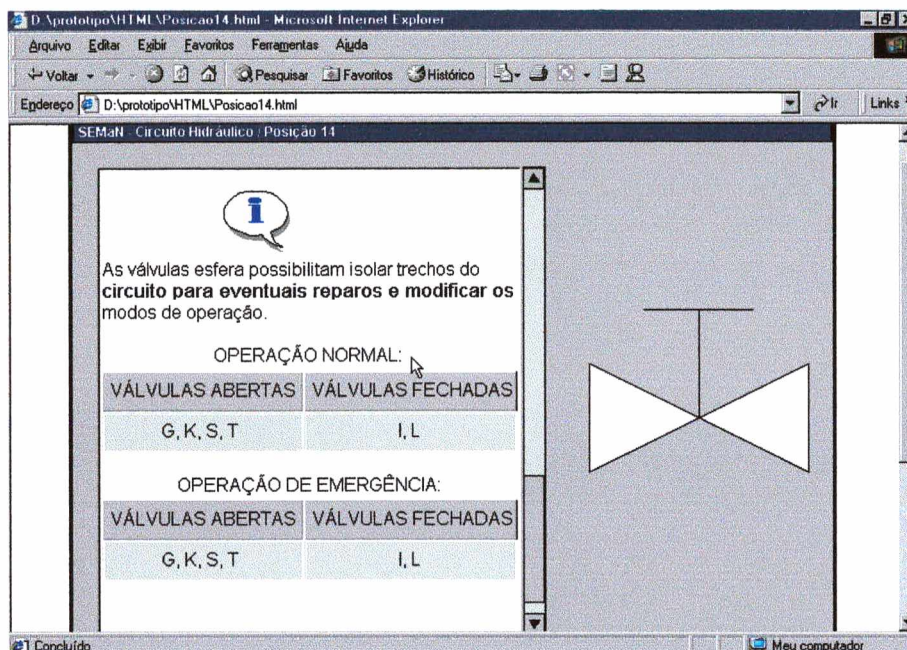 D:\prototipo\HTML\Posicao14.html - Microsoft Internet Explorer
Arquivo Editar Exibir Favoritos Ferramentas Ajuda
Voltar Pesquisar Favoritos Histórico
Endereço D:\prototipo\HTML\Posicao14.html Ir Links
SEMaN - Circuito Hidráulico / Posição 14
i
As válvulas esfera possibilitam isolar trechos do
circuito para eventuais reparos e modificar os
modos de operação.
OPERAÇÃO NORMAL:
VÁLVULAS ABERTAS VÁLVULAS FECHADAS
G, K, S, T I, L
OPERAÇÃO DE EMERGÊNCIA:
VÁLVULAS ABERTAS VÁLVULAS FECHADAS
G, K, S, T I, L
Concluído Meu computador